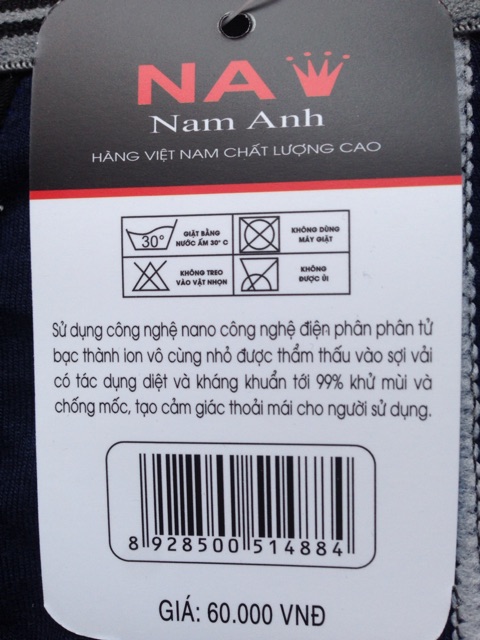 NA
Nam Anh
HÀNG VIỆT NAM CHẤT LƯỢNG CAO
30°
GIẶT BẰNG
NƯỚC ẤM 30° C
KHÔNG DÙNG
MÁY GIẶT
KHÔNG TREO
VÀO VẬT NHỌN
KHÔNG
ĐƯỢC ỦI
Sử dụng công nghệ nano công nghệ điện phân phân tử
bạc thành ion vô cùng nhỏ được thẩm thấu vào sợi vải
có tác dụng diệt và kháng khuẩn tới 99% khử mùi và
chống mốc, tạo cảm giác thoải mái cho người sử dụng.
8 928500 514884
GIÁ: 60.000 VNĐ